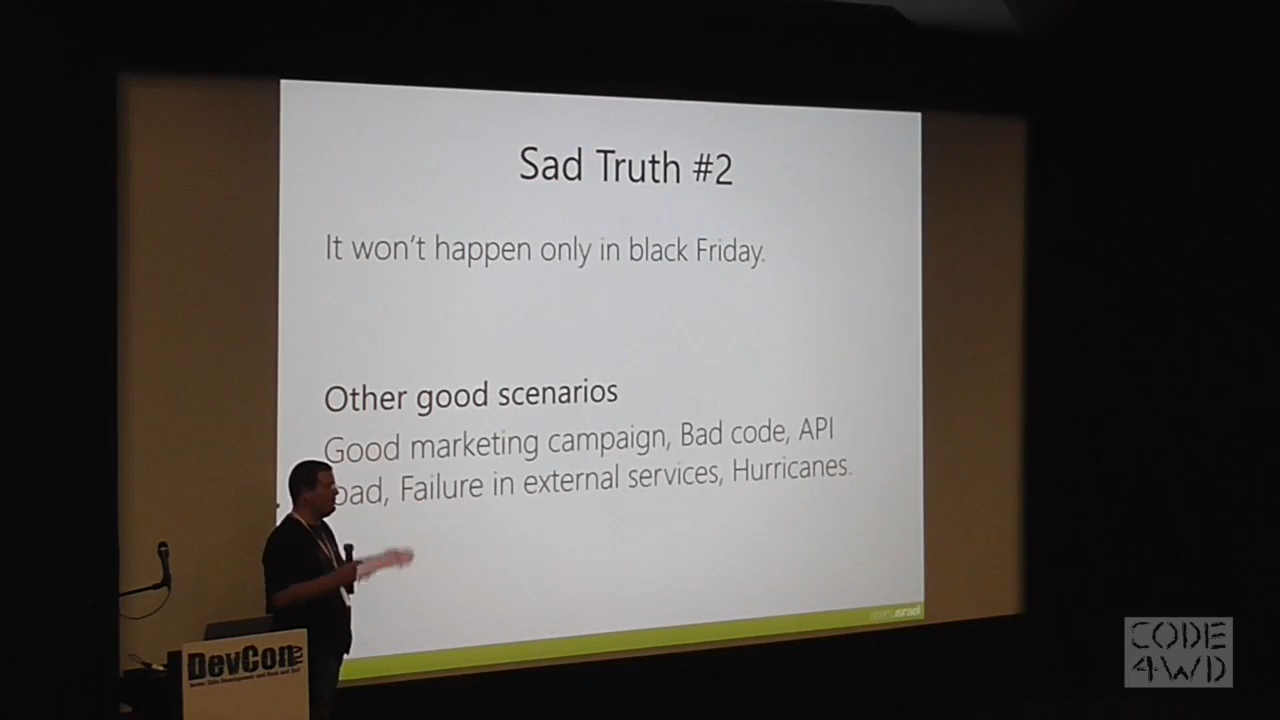 Sad Truth #2
It won't happen only in black Friday.
Other good scenarios
Good marketing campaign, Bad code, API
oad, Failure in external services, Hurricanes.
DevCon
CODE
4WD